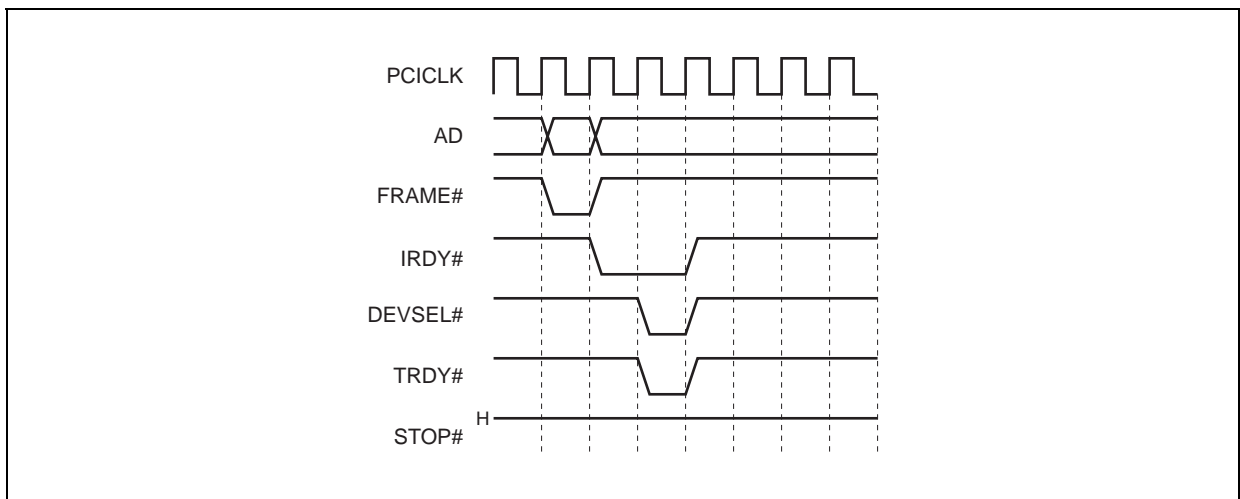 PCICLK
AD
FRAME#
IRDY#
DEVSEL#
TRDY#
H
STOP#